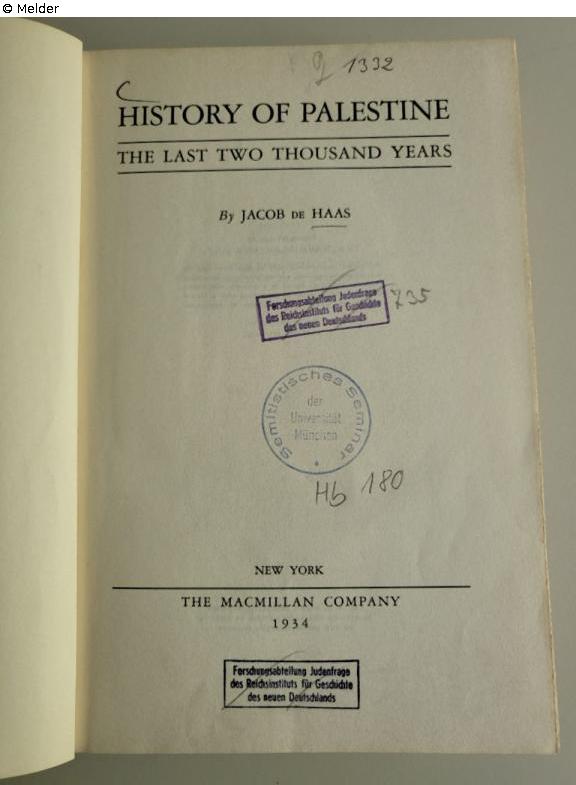 © Melder
1332
HISTORY OF PALESTINE
THE LAST TWO THOUSAND YEARS
By JACOB DE HAAS
Forschungsabteilung Judenfrage
des Reichsinstituts für Geschichte
des neuen Deutschlands
735
Semitistisches Seminar
der
Universität
München
Hb 180
NEW YORK
THE MACMILLAN COMPANY
1934
Forschungsabteilung Judenfrage
des Reichsinstituts für Geschichte
des neuen Deutschlands